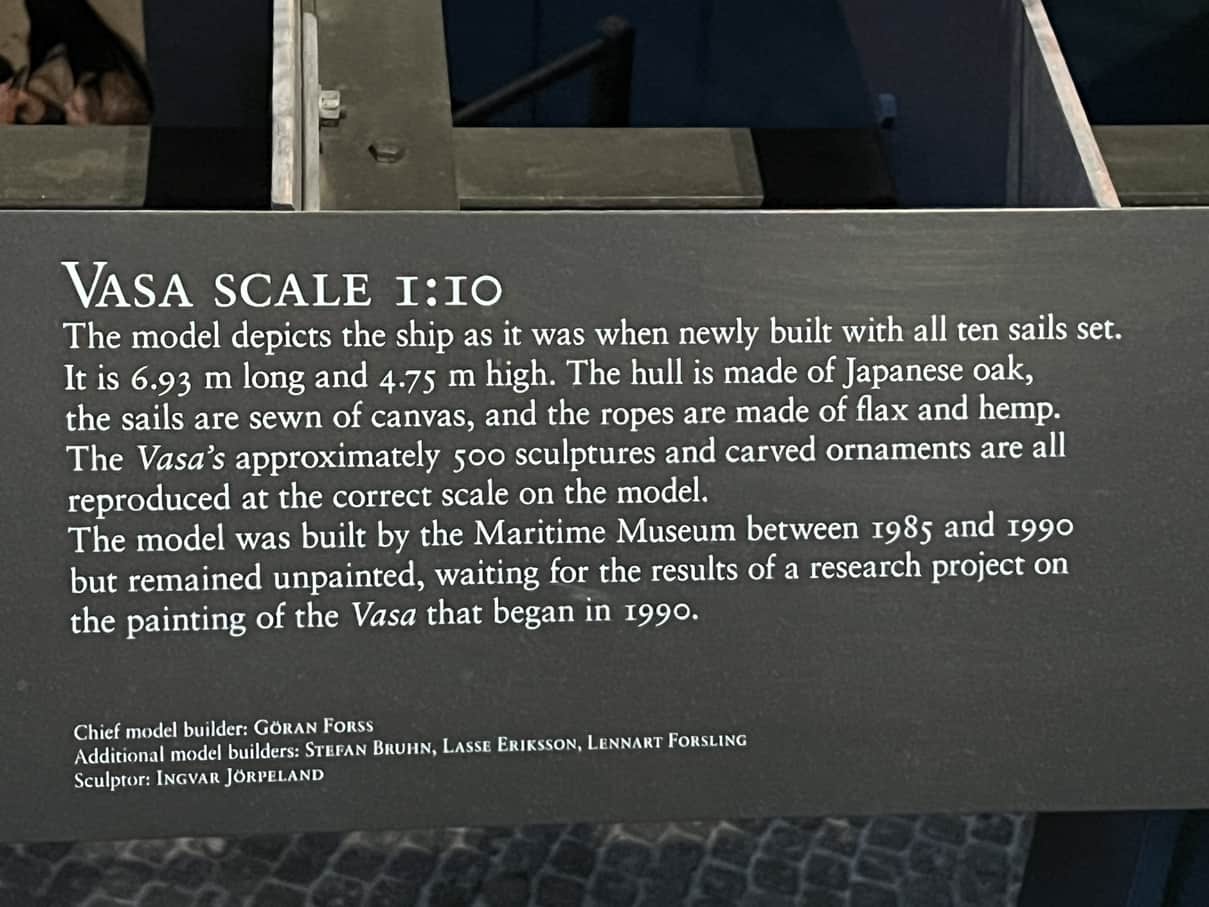 VASA SCALE 1:10
The model depicts the ship as it was when newly built with all ten sails set.
It is 6.93 m long and 4.75 m high. The hull is made of Japanese oak,
the sails are sewn of canvas, and the ropes are made of flax and hemp.
The Vasa’s approximately 500 sculptures and carved ornaments are all
reproduced at the correct scale on the model.
The model was built by the Maritime Museum between 1985 and 1990
but remained unpainted, waiting for the results of a research project on
the painting of the Vasa that began in 1990.
Chief model builder: GÖRAN FORSS
Additional model builders: STEFAN BRUHN, LASSE ERIKSSON, LENNART FORSLING
Sculptor: INGVAR JÖRPELAND